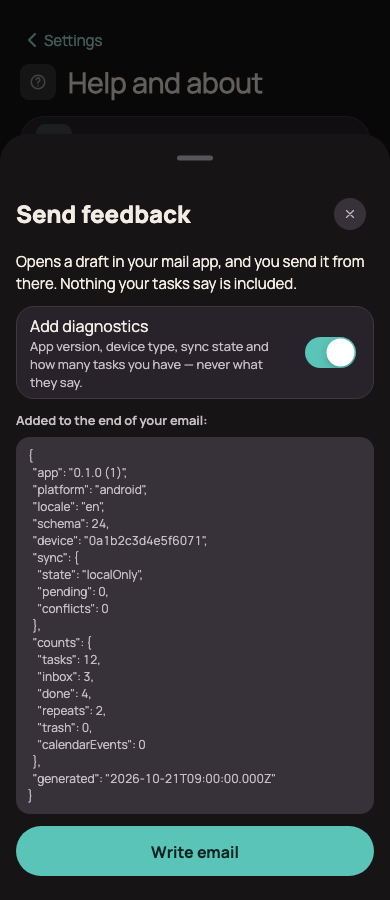 Settings
Help and about
Send feedback
Opens a draft in your mail app, and you send it from
there. Nothing your tasks say is included.
Add diagnostics
App version, device type, sync state and
how many tasks you have — never what
they say.
Added to the end of your email:
{
"app": "0.1.0 (1)",
"platform": "android",
"locale": "en",
"schema": 24,
"device": "0a1b2c3d4e5f6071",
"sync": {
"state": "localOnly",
"pending": 0,
"conflicts": 0
},
"counts": {
"tasks": 12,
"inbox": 3,
"done": 4,
"repeats": 2,
"trash": 0,
"calendarEvents": 0
},
"generated": "2026-10-21T09:00:00.000Z"
}
Write email